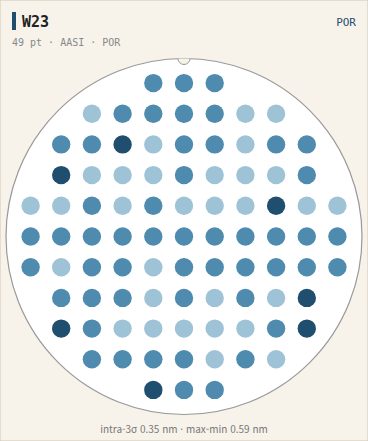 W23
POR
49 pt · AASI · POR
intra-3σ 0.35 nm · max-min 0.59 nm